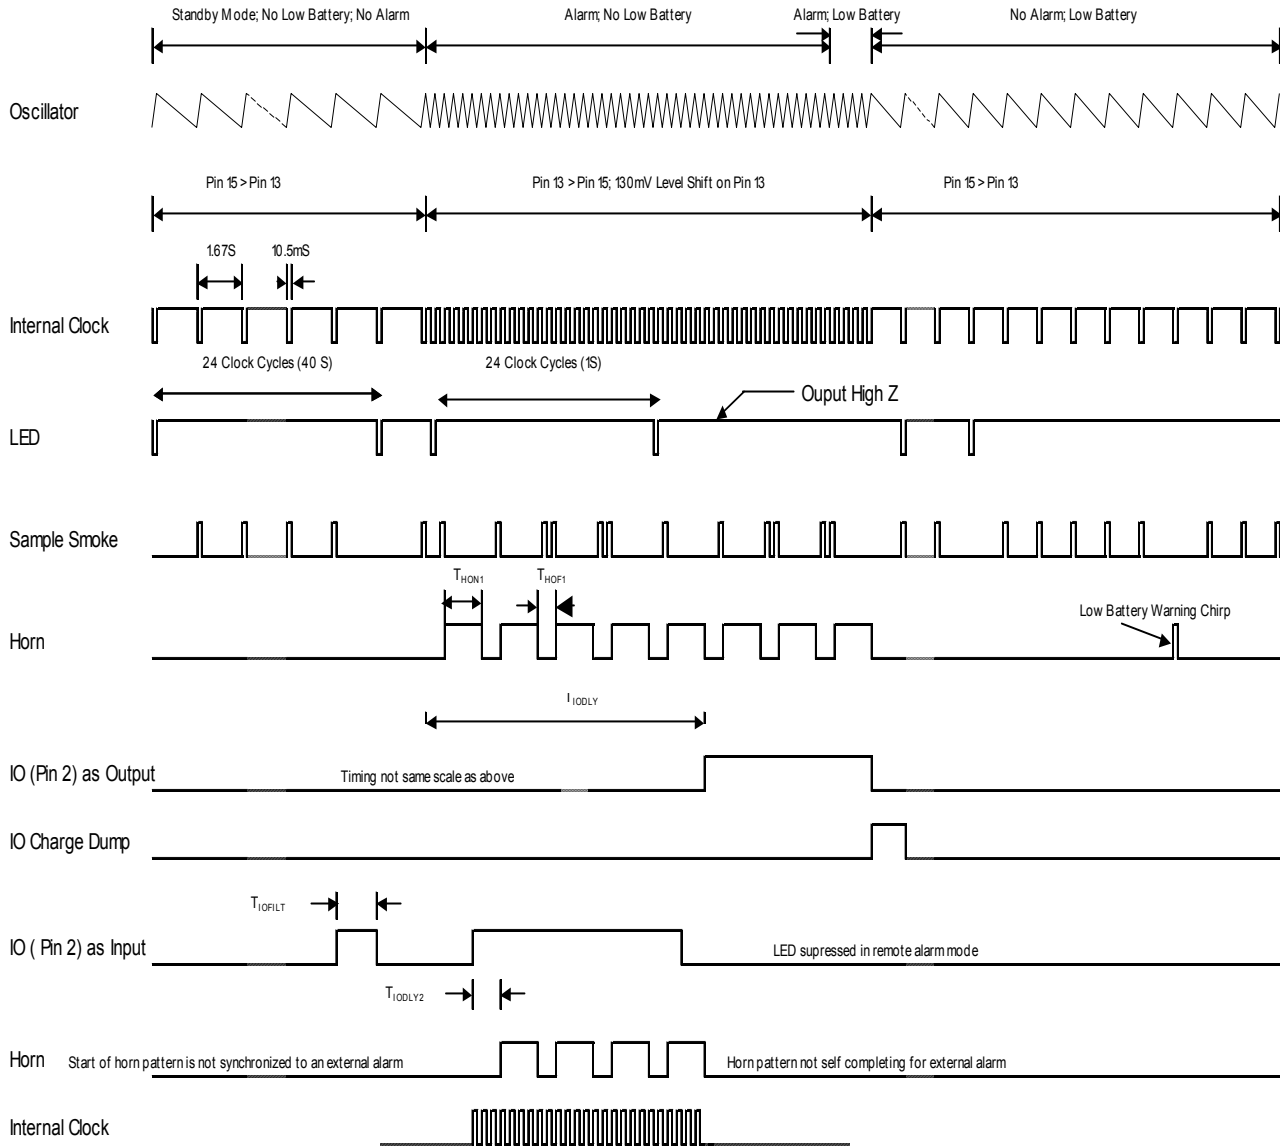 Standby Mode; No Low Battery; No Alarm
Alarm; No Low Battery
Alarm; Low Battery
No Alarm; Low Battery
Oscillator
Pin 15 > Pin 13
Pin 13 > Pin 15; 130mV Level Shift on Pin 13
Pin 15 > Pin 13
1.67S
10.5mS
Internal Clock
24 Clock Cycles (40 S)
24 Clock Cycles (1S)
Ouput High Z
LED
Sample Smoke
THON1
THOF1
Low Battery Warning Chirp
Horn
IIODLY
IO (Pin 2) as Output
Timing not same scale as above
IO Charge Dump
TIOFILT
IO ( Pin 2) as Input
LED supressed in remote alarm mode
TIODLY2
Horn
Start of horn pattern is not synchronized to an external alarm
Horn pattern not self completing for external alarm
Internal Clock